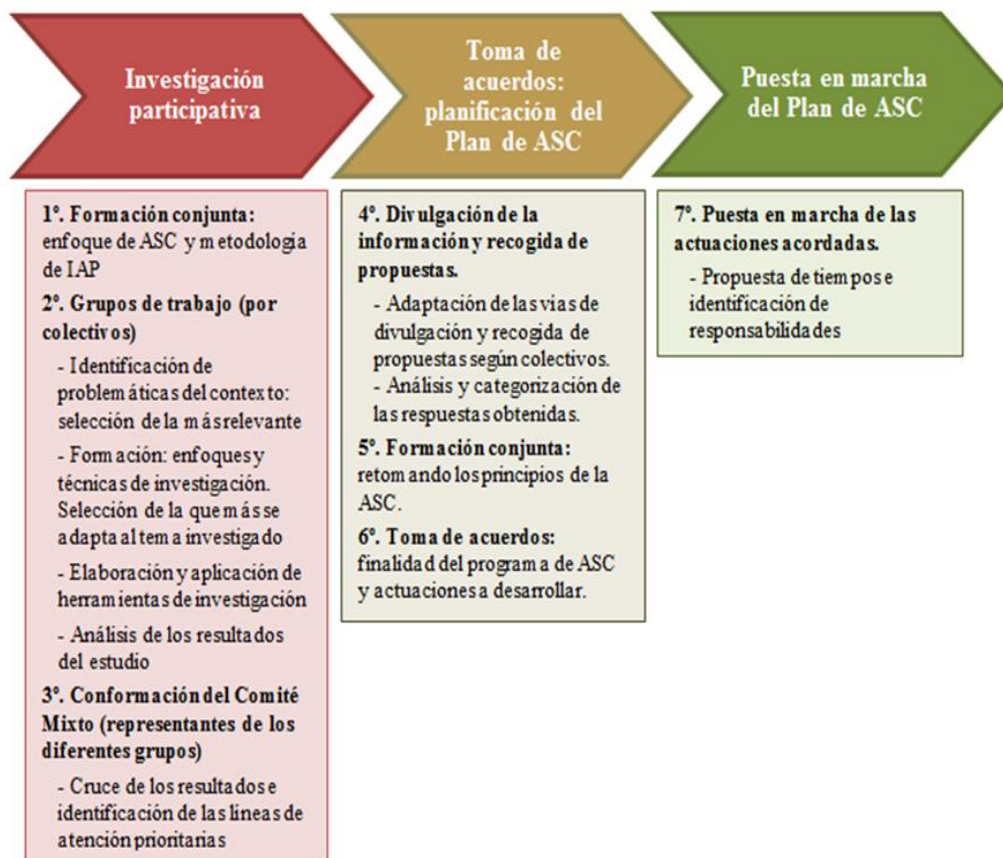 Investigación
participativa
Toma de
acuerdos:
planificación del
Plan de ASC
Puesta en marcha
del Plan de ASC
1º. Formación conjunta:
enfoque de ASC y metodología
de IAP
2º. Grupos de trabajo (por
colectivos)
- Identificación de
problemáticas del contexto:
selección de la más relevante
- Formación: enfoques y
técnicas de investigación.
Selección de la que más se
adapta al tema investigado
- Elaboración y aplicación de
herramientas de investigación
- Análisis de los resultados
del estudio
3º. Conformación del Comité
Mixto (representantes de los
diferentes grupos)
- Cruce de los resultados e
identificación de las líneas de
atención prioritarias
4º. Divulgación de la
información y recogida de
propuestas.
- Adaptación de las vías de
divulgación y recogida de
propuestas según colectivos.
- Análisis y categorización de
las respuestas obtenidas.
5º. Formación conjunta:
retomando los principios de la
ASC.
6º. Toma de acuerdos:
finalidad del programa de ASC
y actuaciones a desarrollar.
7º. Puesta en marcha de las
actuaciones acordadas.
- Propuesta de tiempos e
identificación de
responsabilidades